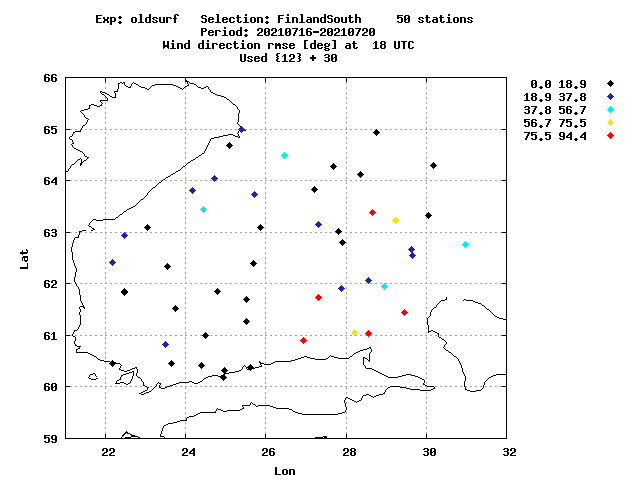 Exp: oldsurf   Selection: FinlandSouth     50 stations
Period: 20210716-20210720
Wind direction rmse [deg] at  18 UTC
Used {12} + 30
0.0 18.9
18.9 37.8
37.8 56.7
56.7 75.5
75.5 94.4
66
65
64
63
62
61
60
59
Lat
22 24 26 28 30 32
Lon